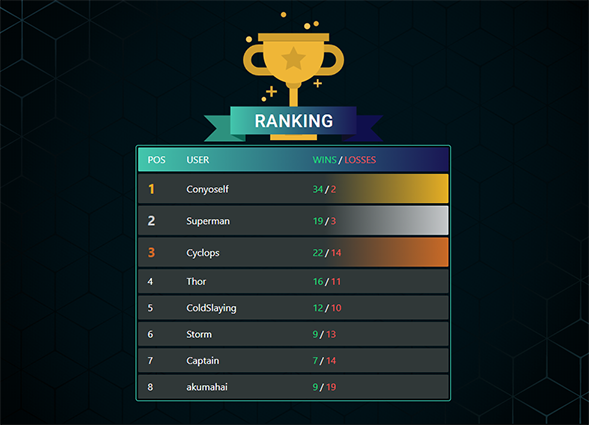 RANKING
POS USER WINS / LOSSES
1 Conyoself 34 / 2
2 Superman 19 / 3
3 Cyclops 22 / 14
4 Thor 16 / 11
5 ColdSlaying 12 / 10
6 Storm 9 / 13
7 Captain 7 / 14
8 akumahai 9 / 19